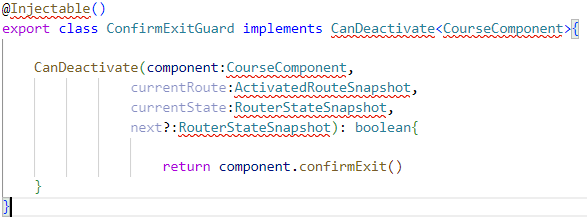 @Injectable()
export class ConfirmExitGuard implements CanDeactivate<CourseComponent>{
CanDeactivate(component:CourseComponent,
currentRoute:ActivatedRouteSnapshot,
currentState:RouterStateSnapshot,
next?:RouterStateSnapshot): boolean{
return component.confirmExit()
}
}